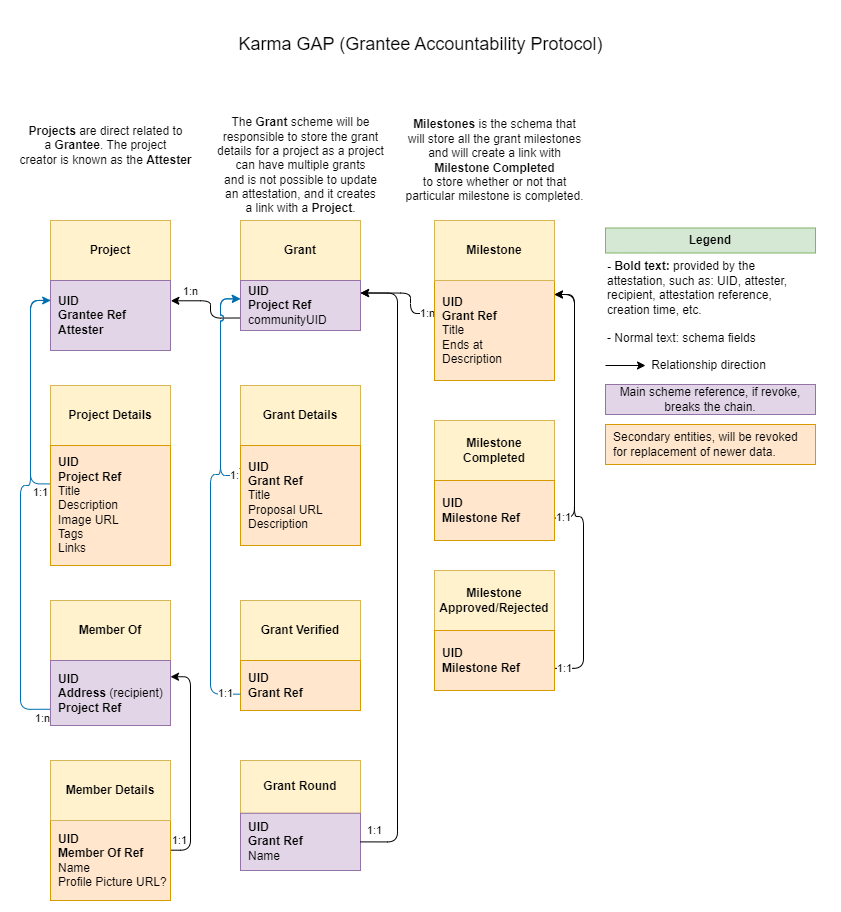 Karma GAP (Grantee Accountability Protocol)
Projects are direct related to
a Grantee. The project
creator is known as the Attester
The Grant scheme will be
responsible to store the grant
details for a project as a project
can have multiple grants
and is not possible to update
an attestation, and it creates
a link with a Project.
Milestones is the schema that
will store all the grant milestones
and will create a link with
Milestone Completed
to store whether or not that
particular milestone is completed.
Project
UID
Grantee Ref
Attester
1:n
Grant
UID
Project Ref
communityUID
1:n
Milestone
UID
Grant Ref
Title
Ends at
Description
Legend
- Bold text: provided by the
attestation, such as: UID, attester,
recipient, attestation reference,
creation time, etc.
- Normal text: schema fields
Relationship direction
Main scheme reference, if revoke,
breaks the chain.
Secondary entities, will be revoked
for replacement of newer data.
Project Details
UID
Project Ref
Title
Description
Image URL
Tags
Links
1:1
Grant Details
UID
Grant Ref
Title
Proposal URL
Description
1:
Milestone
Completed
UID
Milestone Ref
1:1
Milestone
Approved/Rejected
UID
Milestone Ref
1:1
Member Of
UID
Address (recipient)
Project Ref
1:n
Grant Verified
UID
Grant Ref
1:1
Member Details
UID
Member Of Ref
Name
Profile Picture URL?
1:1
Grant Round
UID
Grant Ref
Name
1:1